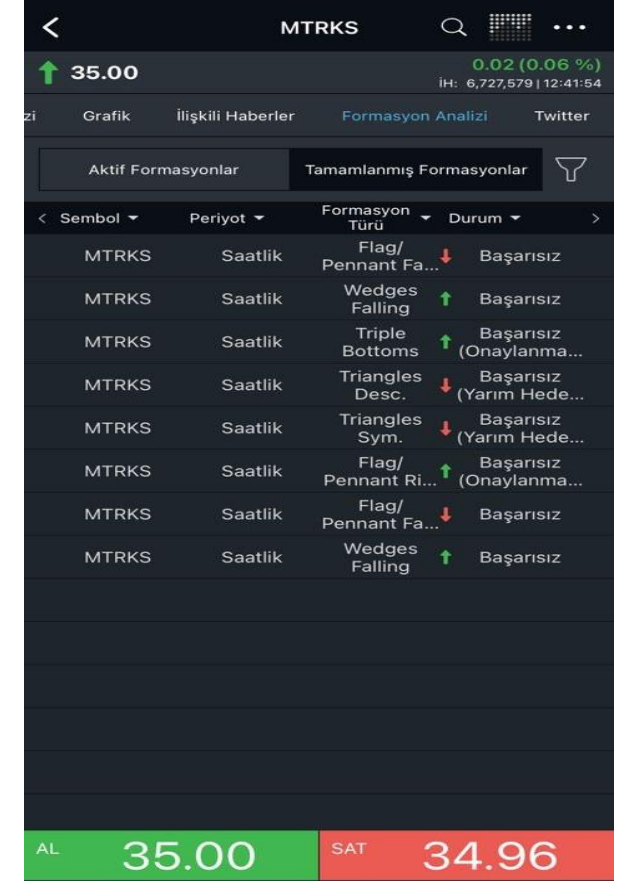 MTRKS
35.00
0.02 (0.06 %)
İH: 6,727,579 | 12:41:54
zi Grafik İlişkili Haberler Formasyon Analizi Twitter
Aktif Formasyonlar Tamamlanmış Formasyonlar
Sembol Periyot Formasyon Türü Durum
MTRKS Saatlik Flag/ Pennant Fa... Başarısız
MTRKS Saatlik Wedges Falling Başarısız
MTRKS Saatlik Triple Bottoms Başarısız (Onaylanma...
MTRKS Saatlik Triangles Desc. Başarısız (Yarım Hede...
MTRKS Saatlik Triangles Sym. Başarısız (Yarım Hede...
MTRKS Saatlik Flag/ Pennant Ri... Başarısız (Onaylanma...
MTRKS Saatlik Flag/ Pennant Fa... Başarısız
MTRKS Saatlik Wedges Falling Başarısız
AL 35.00 SAT 34.96